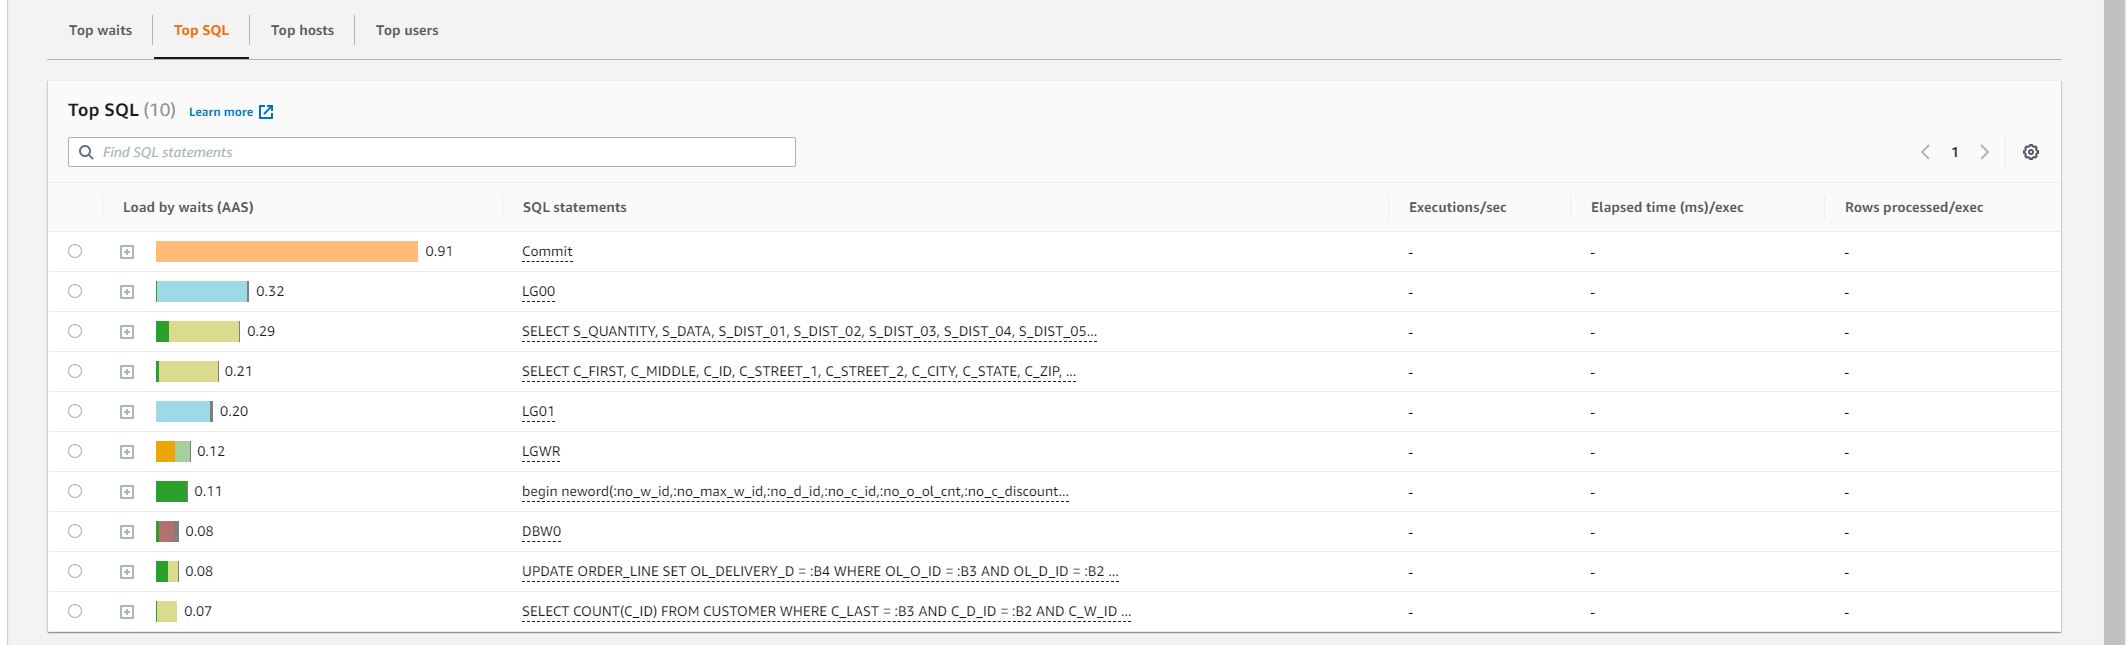 Top waits Top SQL Top hosts Top users
Top SQL (10) Learn more
Find SQL statements 1
Load by waits (AAS) SQL statements Executions/sec Elapsed time (ms)/exec Rows processed/exec
0.91 Commit - - -
0.32 LG00 - - -
0.29 SELECT S_QUANTITY, S_DATA, S_DIST_01, S_DIST_02, S_DIST_03, S_DIST_04, S_DIST_05... - - -
0.21 SELECT C_FIRST, C_MIDDLE, C_ID, C_STREET_1, C_STREET_2, C_CITY, C_STATE, C_ZIP, ... - - -
0.20 LG01 - - -
0.12 LGWR - - -
0.11 begin neword(:no_w_id,:no_max_w_id,:no_d_id,:no_c_id,:no_o_ol_cnt,:no_c_discount... - - -
0.08 DBW0 - - -
0.08 UPDATE ORDER_LINE SET OL_DELIVERY_D = :B4 WHERE OL_O_ID = :B3 AND OL_D_ID = :B2 ... - - -
0.07 SELECT COUNT(C_ID) FROM CUSTOMER WHERE C_LAST = :B3 AND C_D_ID = :B2 AND C_W_ID ... - - -